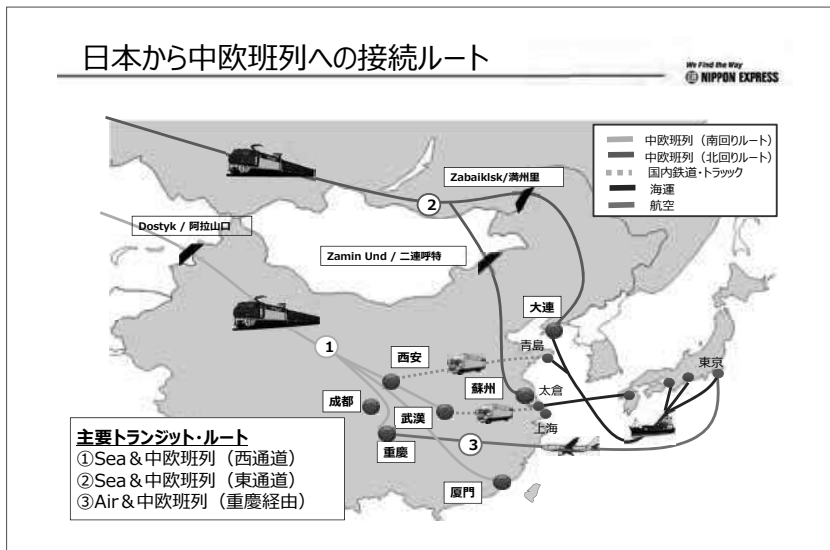 日本から中欧班列への接続ルート
We Find the Way
NIPPON EXPRESS
中欧班列（南回りルート）
中欧班列（北回りルート）
国内鉄道・トラック
海運
航空
Zabaiklsk/満州里
②
Dostyk / 阿拉山口
Zamin Und / 二連呼特
大連
①
青島
西安
東京
蘇州
太倉
成都
武漢
上海
重慶
③
厦門
主要トランジット・ルート
①Sea＆中欧班列（西通道）
②Sea＆中欧班列（東通道）
③Air＆中欧班列（重慶経由）